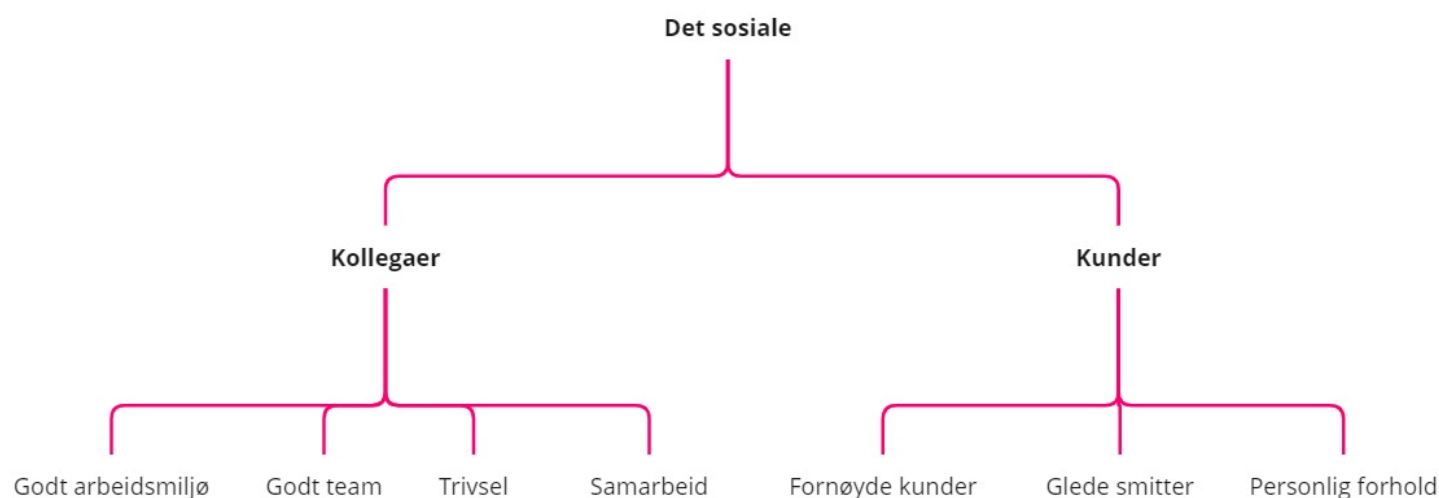 Det sosiale
Kollegaer
Kunder
Godt arbeidsmiljø
Godt team
Trivsel
Samarbeid
Fornøyde kunder
Glede smitter
Personlig forhold